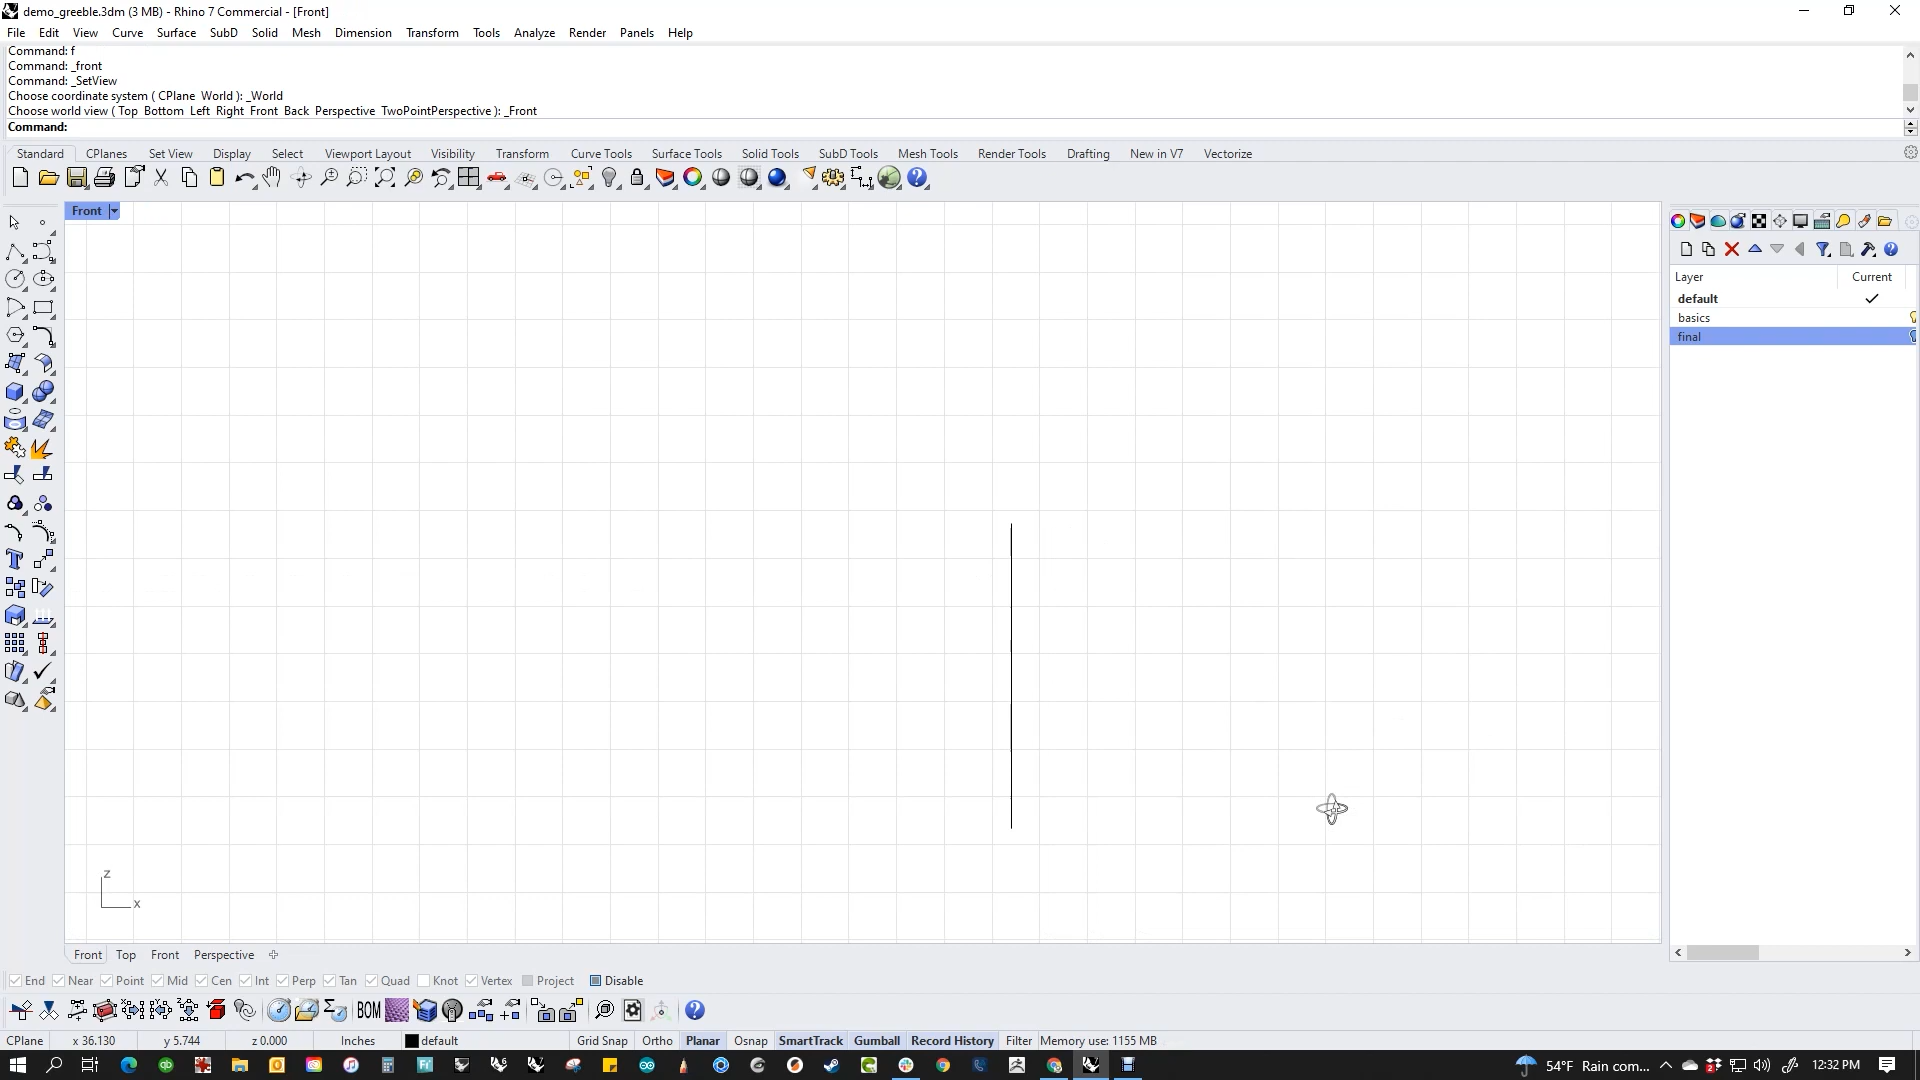 demo_greeble.3dm (3 MB) - Rhino 7 Commercial - [Front]
File Edit View Curve Surface SubD Solid Mesh Dimension Transform Tools Analyze Render Panels Help
Command: f
Command: _front
Command: _SetView
Choose coordinate system ( CPlane World ): _World
Choose world view ( Top Bottom Left Right Front Back Perspective TwoPointPerspective ): _Front
Command:
Standard CPlanes Set View Display Select Viewport Layout Visibility Transform Curve Tools Surface Tools Solid Tools SubD Tools Mesh Tools Render Tools Drafting New in V7 Vectorize
Front
Layer Current
default
basics
final
z
x
Front Top Front Perspective
End Near Point Mid Cen Int Perp Tan Quad Knot Vertex Project Disable
BOM
CPlane x 36.130 y 5.744 z 0.000 Inches default Grid Snap Ortho Planar Osnap SmartTrack Gumball Record History Filter Memory use: 1155 MB
54°F Rain com... 12:32 PM